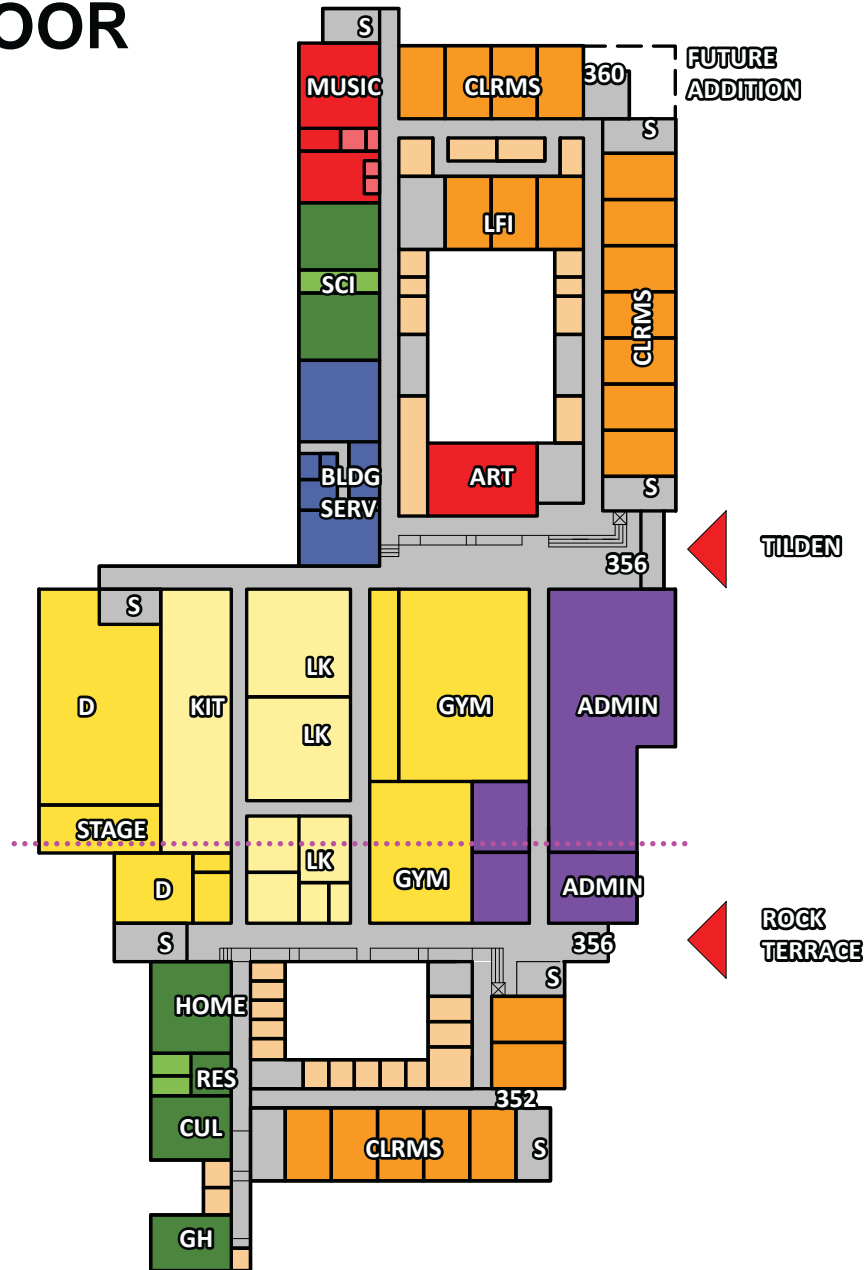 OOR
S
MUSIC
CLRMS
360
FUTURE
ADDITION
S
LFI
SCI
CLRMS
BLDG
SERV
ART
S
TILDEN
356
S
LK
D
KIT
GYM
ADMIN
LK
STAGE
LK
D
GYM
ADMIN
ROCK
TERRACE
S
356
S
HOME
RES
352
CUL
CLRMS
S
GH